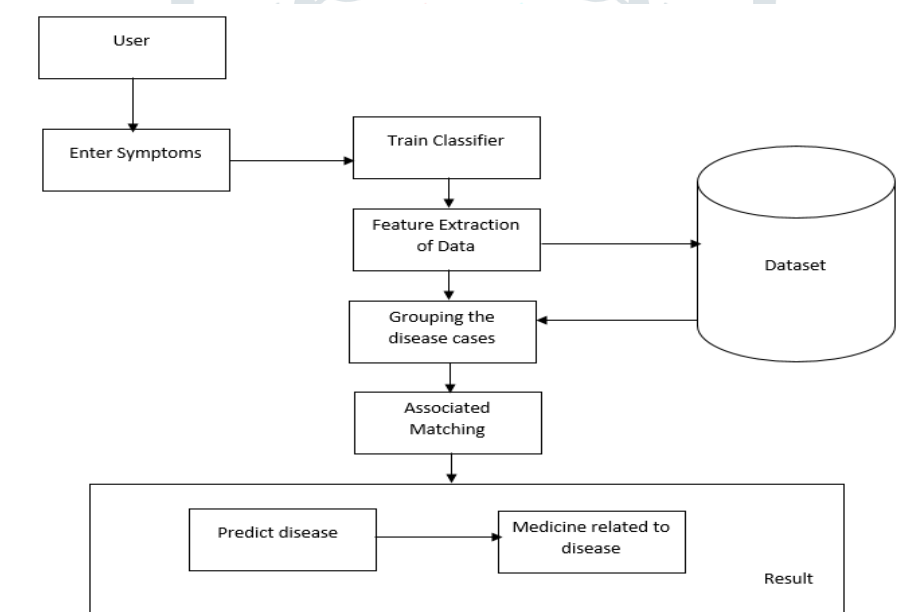 User
Enter Symptoms
Train Classifier
Feature Extraction
of Data
Dataset
Grouping the
disease cases
Associated
Matching
Predict disease
Medicine related to
disease
Result